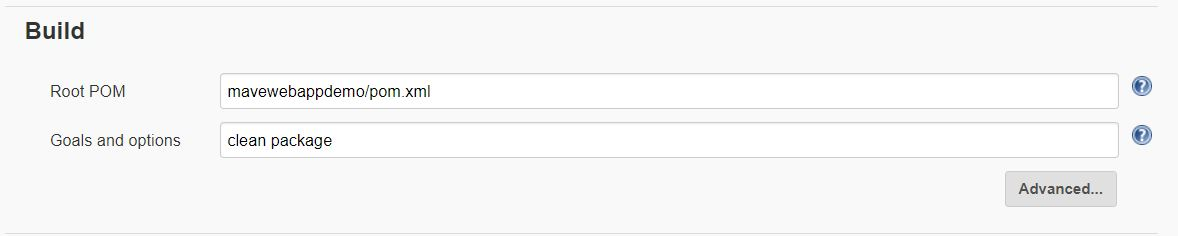 Build
Root POM mavewebappdemo/pom.xml ?
Goals and options clean package ?
Advanced...